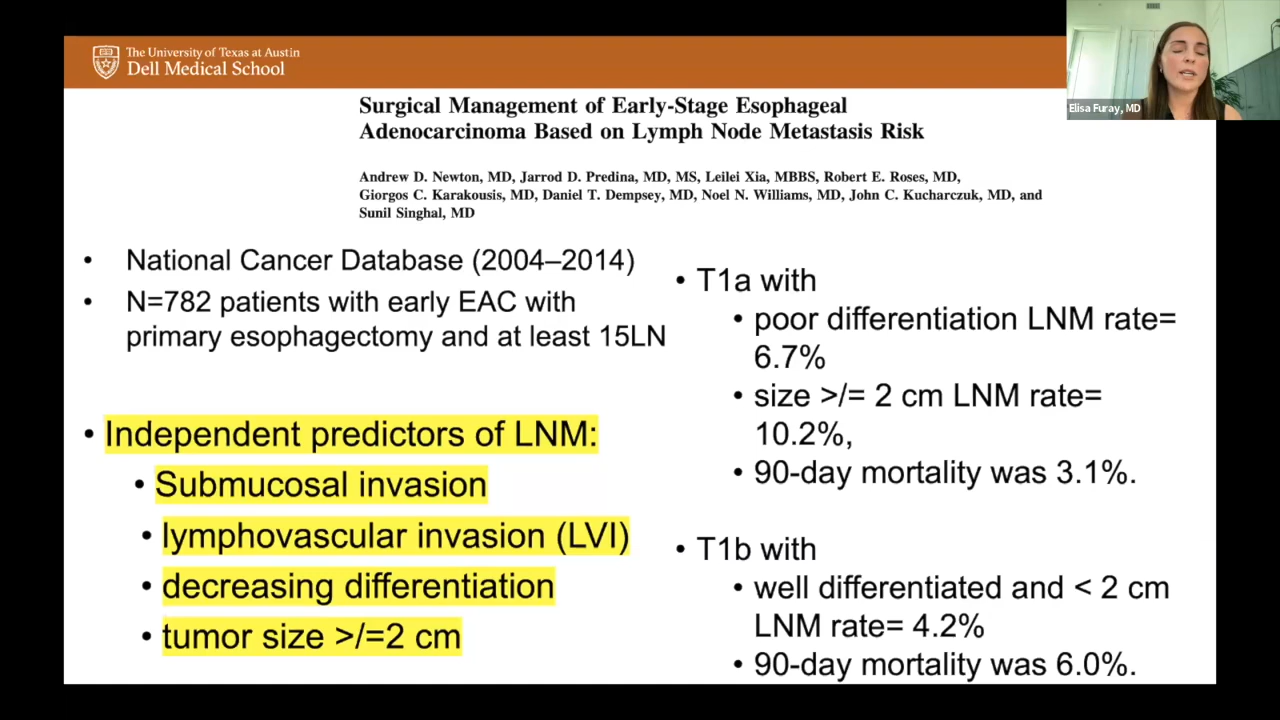 The University of Texas at Austin
Dell Medical School
Elisa Furay, MD
Surgical Management of Early-Stage Esophageal
Adenocarcinoma Based on Lymph Node Metastasis Risk
Andrew D. Newton, MD, Jarrod D. Predina, MD, MS, Leilei Xia, MBBS, Robert E. Roses, MD,
Giorgos C. Karakousis, MD, Daniel T. Dempsey, MD, Noel N. Williams, MD, John C. Kucharczuk, MD, and
Sunil Singhal, MD
• National Cancer Database (2004–2014)
• N=782 patients with early EAC with
primary esophagectomy and at least 15LN
• Independent predictors of LNM:
• Submucosal invasion
• lymphovascular invasion (LVI)
• decreasing differentiation
• tumor size >/=2 cm
• T1a with
• poor differentiation LNM rate=
6.7%
• size >/= 2 cm LNM rate=
10.2%,
• 90-day mortality was 3.1%.
• T1b with
• well differentiated and < 2 cm
LNM rate= 4.2%
• 90-day mortality was 6.0%.